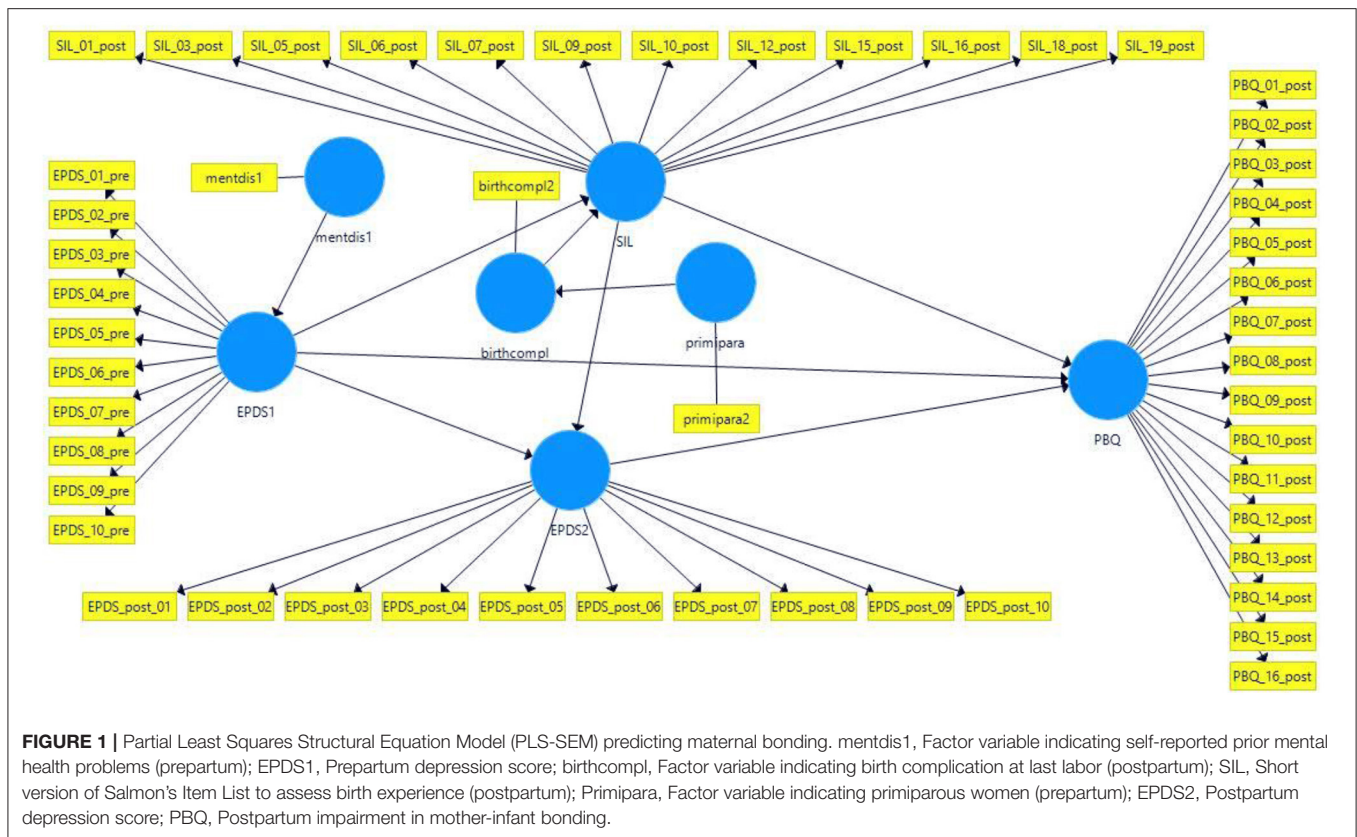 SIL_01_post
SIL_03_post
SIL_05_post
SIL_06_post
SIL_07_post
SIL_09_post
SIL_10_post
SIL_12_post
SIL_15_post
SIL_16_post
SIL_18_post
SIL_19_post
mentdis1
mentdis1
birthcompl2
SIL
birthcompl
primipara
primipara2
EPDS_01_pre
EPDS_02_pre
EPDS_03_pre
EPDS_04_pre
EPDS_05_pre
EPDS_06_pre
EPDS_07_pre
EPDS_08_pre
EPDS_09_pre
EPDS_10_pre
EPDS1
EPDS2
EPDS_post_01
EPDS_post_02
EPDS_post_03
EPDS_post_04
EPDS_post_05
EPDS_post_06
EPDS_post_07
EPDS_post_08
EPDS_post_09
EPDS_post_10
PBQ
PBQ_01_post
PBQ_02_post
PBQ_03_post
PBQ_04_post
PBQ_05_post
PBQ_06_post
PBQ_07_post
PBQ_08_post
PBQ_09_post
PBQ_10_post
PBQ_11_post
PBQ_12_post
PBQ_13_post
PBQ_14_post
PBQ_15_post
PBQ_16_post
FIGURE 1 | Partial Least Squares Structural Equation Model (PLS-SEM) predicting maternal bonding. mentdis1, Factor variable indicating self-reported prior mental
health problems (prepartum); EPDS1, Prepartum depression score; birthcompl, Factor variable indicating birth complication at last labor (postpartum); SIL, Short
version of Salmon's Item List to assess birth experience (postpartum); Primipara, Factor variable indicating primiparous women (prepartum); EPDS2, Postpartum
depression score; PBQ, Postpartum impairment in mother-infant bonding.